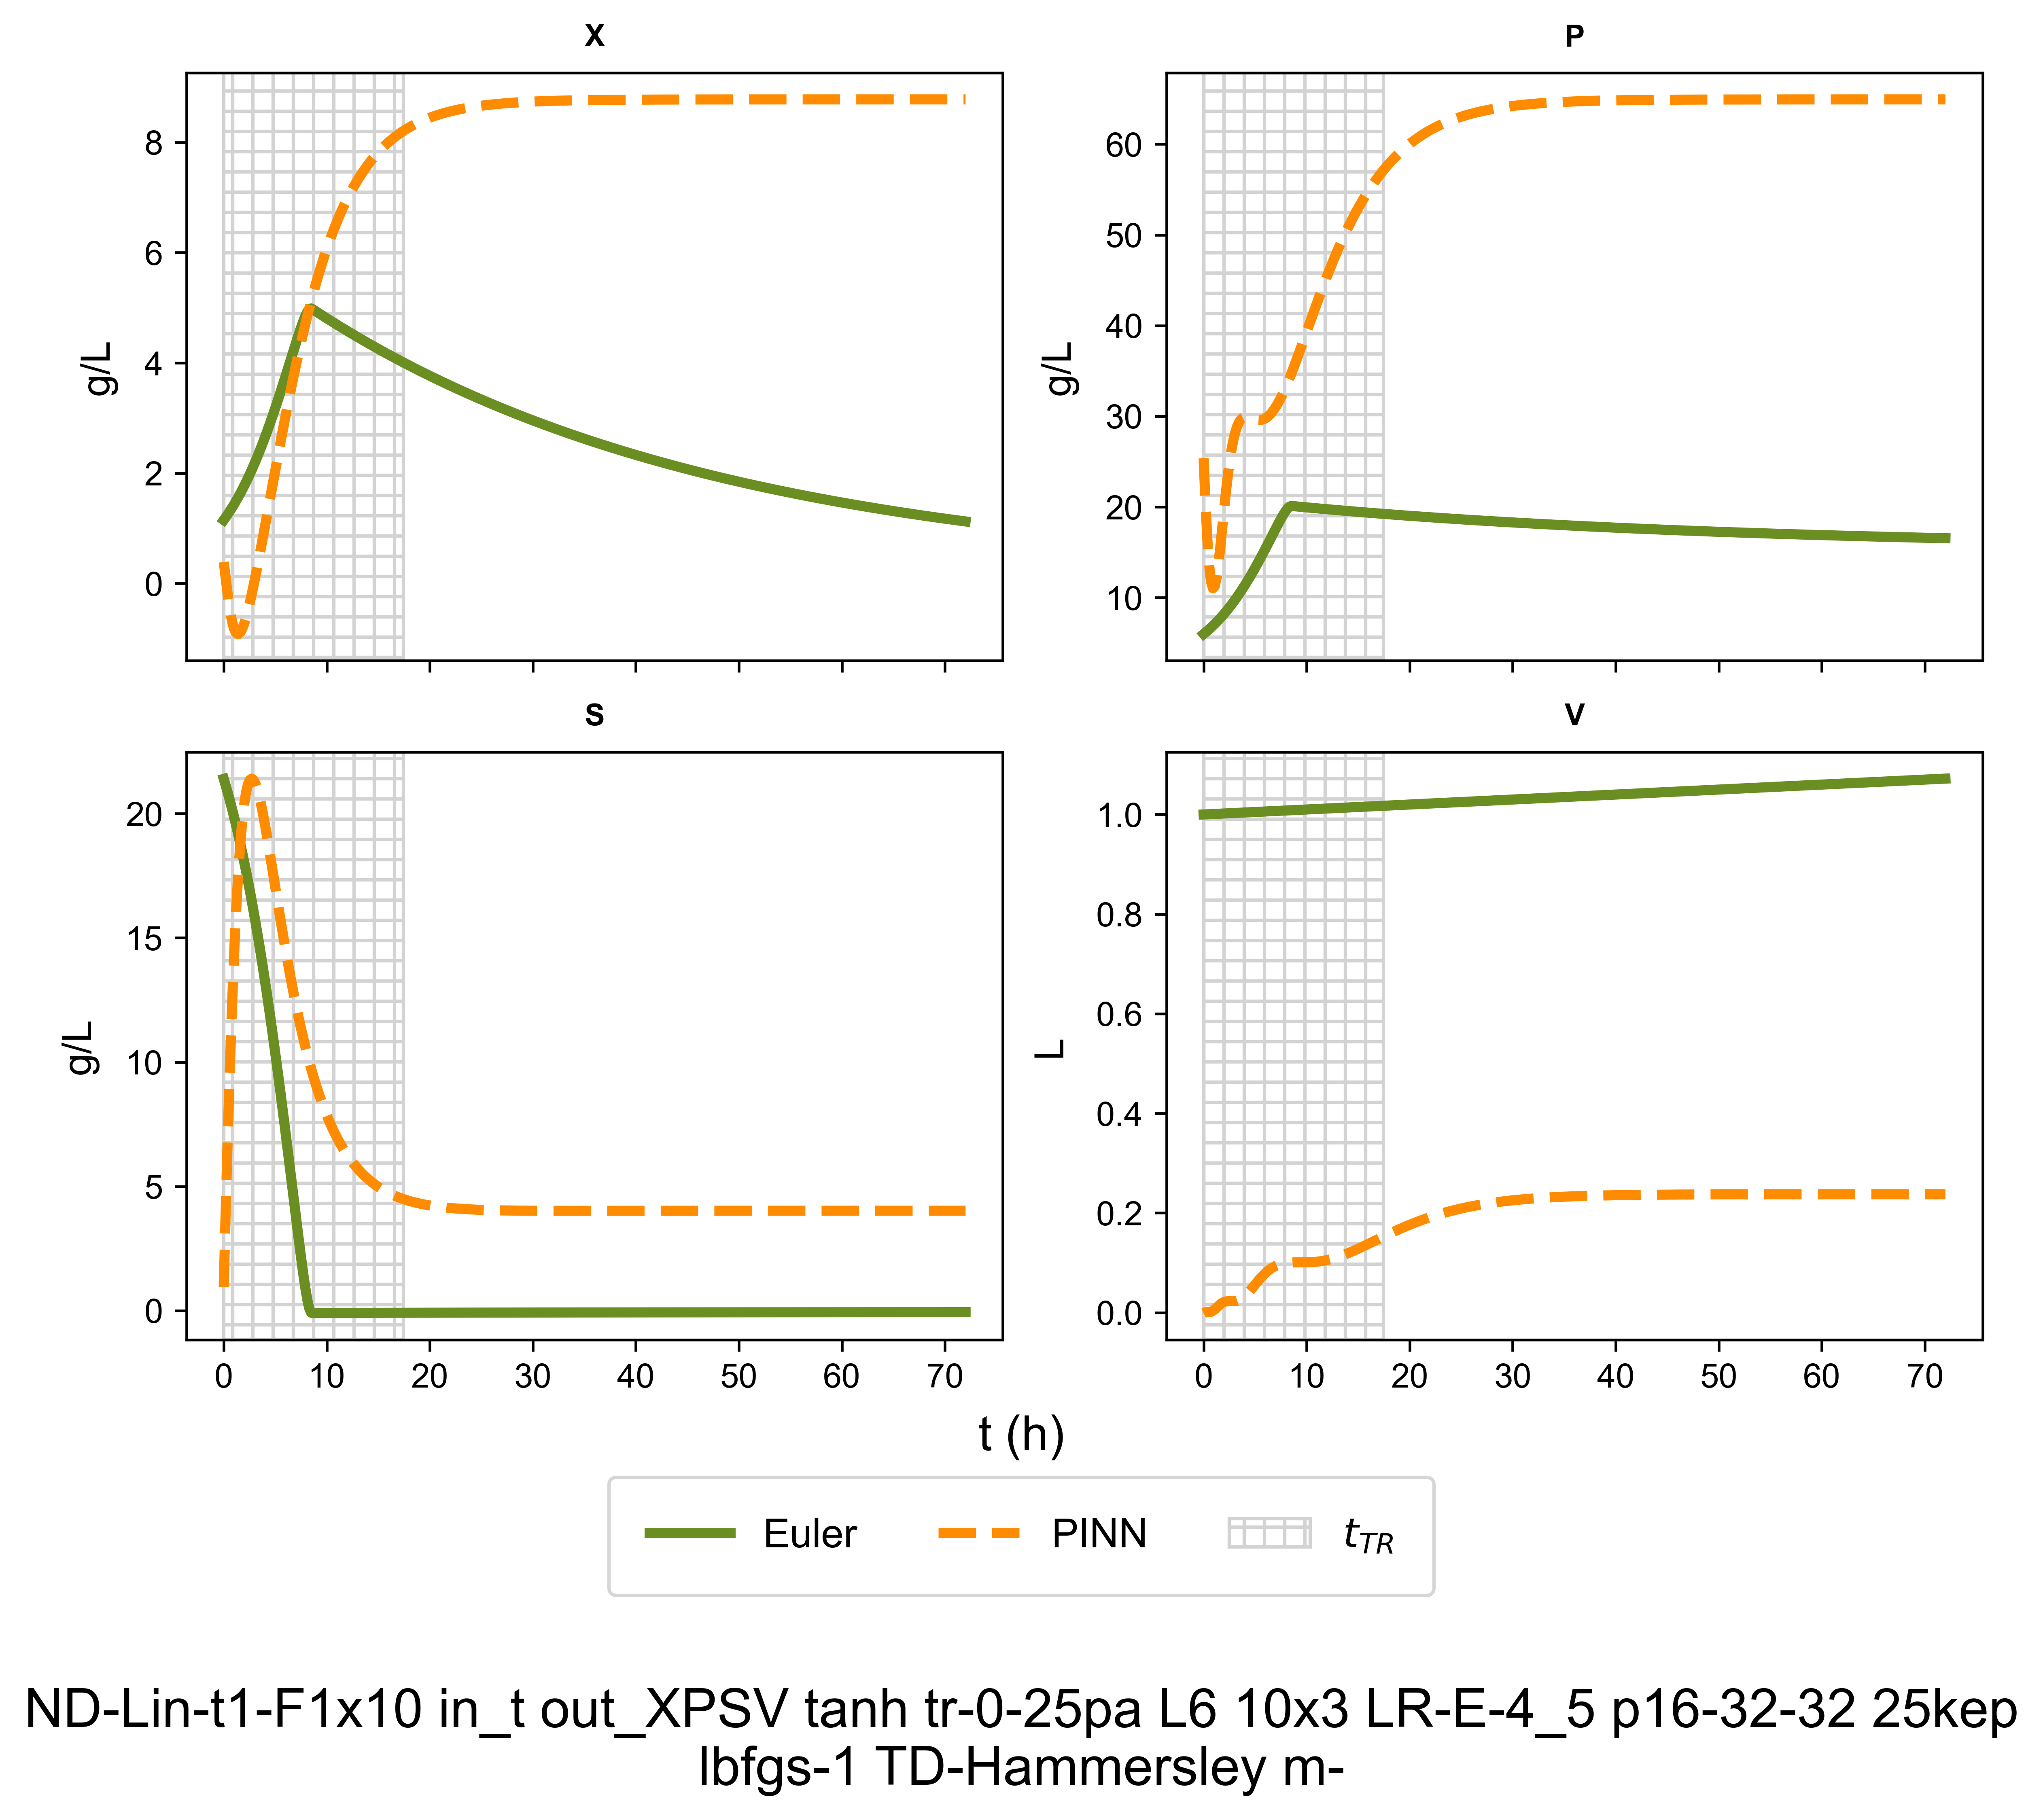 X
P
8
6
4
2
0
g/L
60
50
40
30
20
10
g/L
S
V
20
15
10
5
0
g/L
1.0
0.8
0.6
0.4
0.2
0.0
L
0 10 20 30 40 50 60 70
0 10 20 30 40 50 60 70
t (h)
Euler PINN t_TR
ND-Lin-t1-F1x10 in_t out_XPSV tanh tr-0-25pa L6 10x3 LR-E-4_5 p16-32-32 25kep
lbfgs-1 TD-Hammersley m-